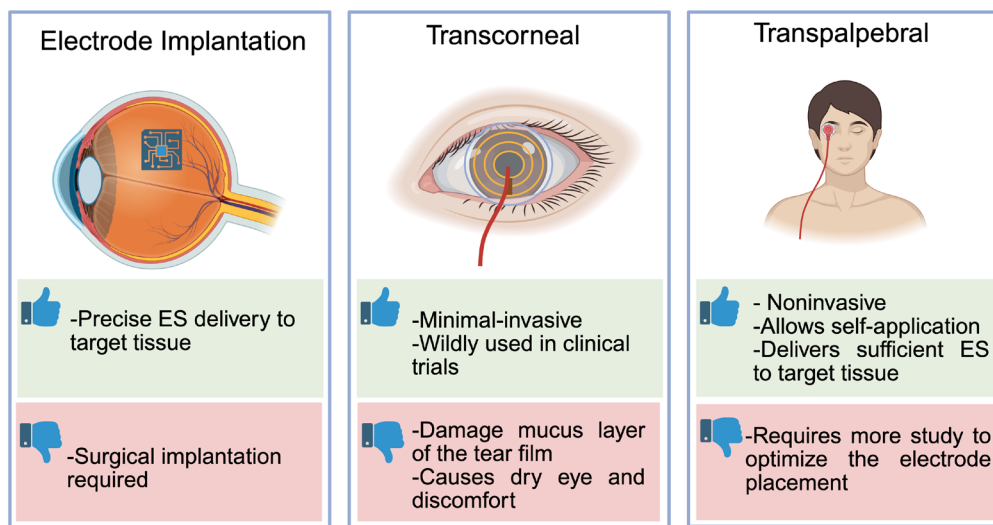 Electrode Implantation
-Precise ES delivery to
target tissue
-Surgical implantation
required
Transcorneal
-Minimal-invasive
-Wildly used in clinical
trials
-Damage mucus layer
of the tear film
-Causes dry eye and
discomfort
Transpalpebral
- Noninvasive
-Allows self-application
-Delivers sufficient ES
to target tissue
-Requires more study to
optimize the electrode
placement